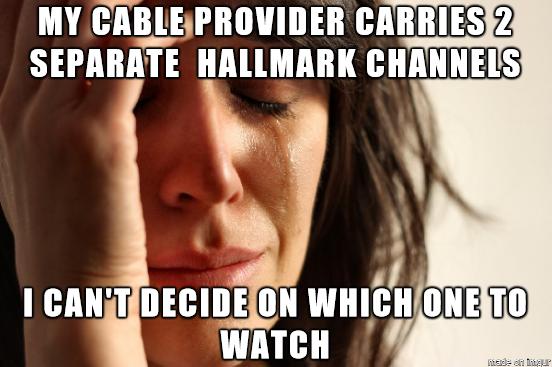 MY CABLE PROVIDER CARRIES 2
SEPARATE HALLMARK CHANNELS
I CAN'T DECIDE ON WHICH ONE TO
WATCH
made on imgur